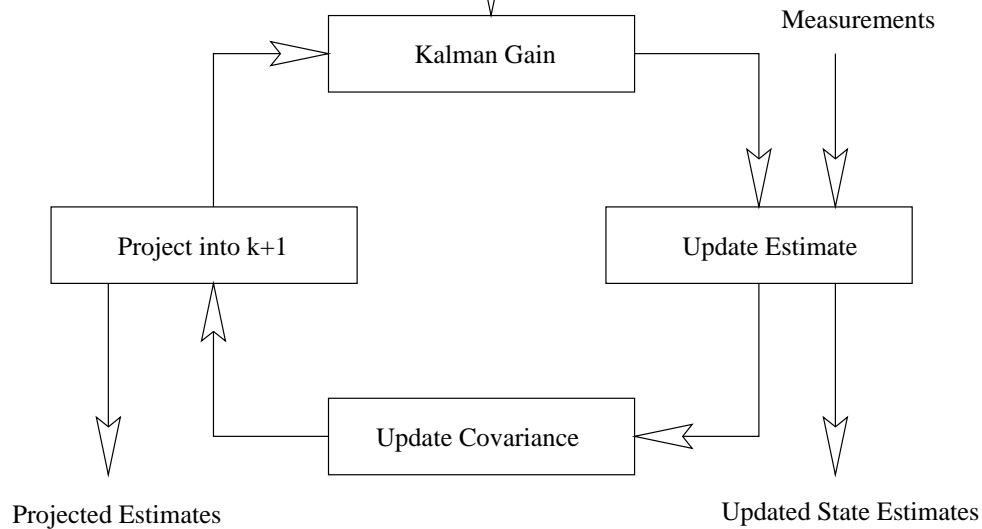 Measurements
Kalman Gain
Project into k+1
Update Estimate
Update Covariance
Projected Estimates
Updated State Estimates